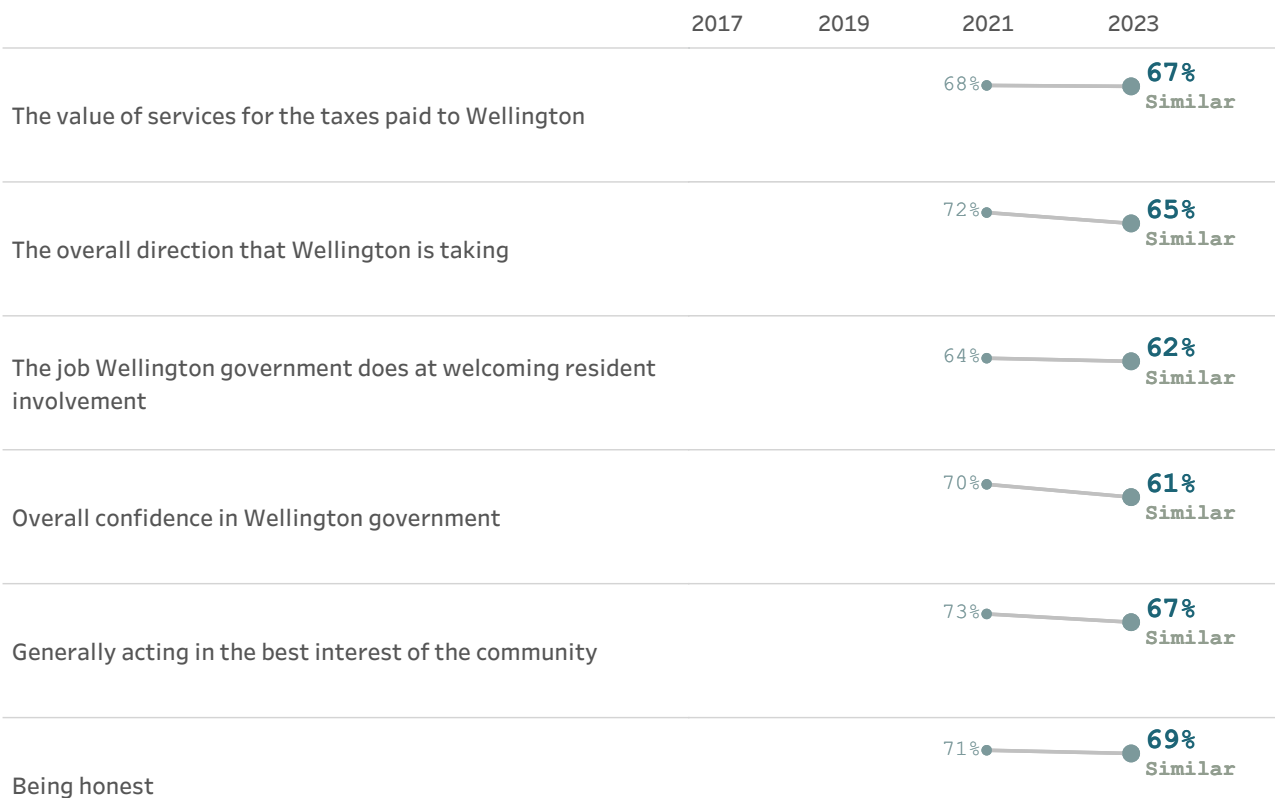 2017 2019 2021 2023
The value of services for the taxes paid to Wellington
68%
67%
Similar
The overall direction that Wellington is taking
72%
65%
Similar
The job Wellington government does at welcoming resident
involvement
64%
62%
Similar
Overall confidence in Wellington government
70%
61%
Similar
Generally acting in the best interest of the community
73%
67%
Similar
Being honest
71%
69%
Similar